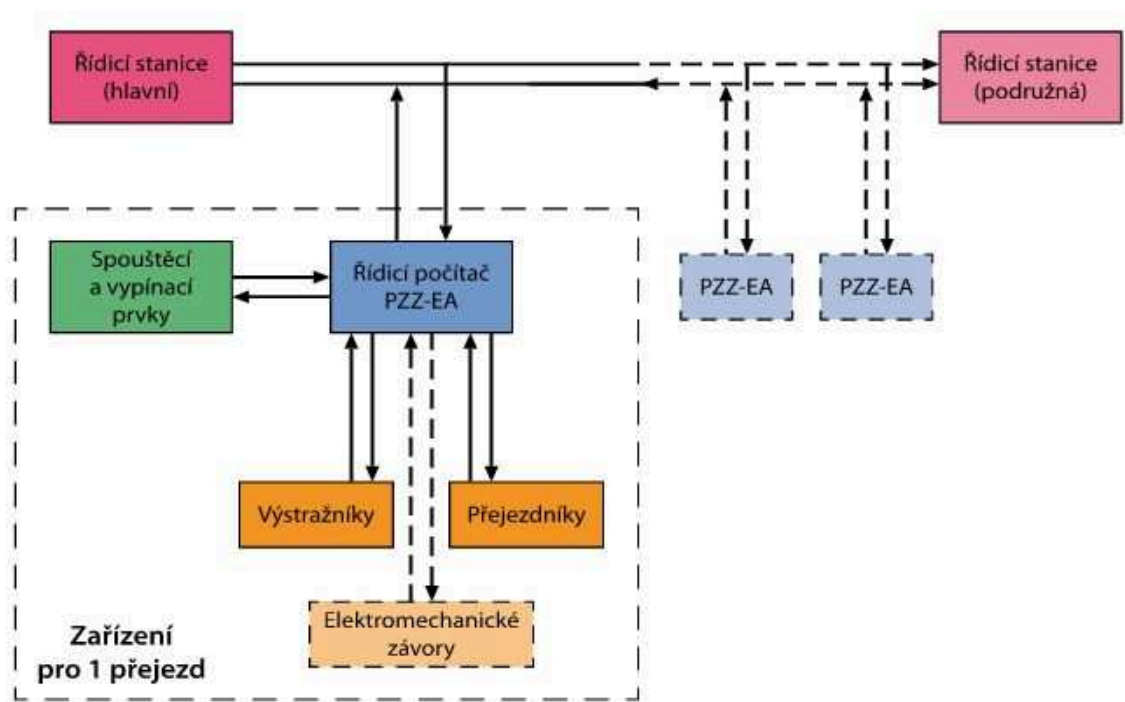 Řídicí stanice
(hlavní)
Řídicí stanice
(podružná)
Spouštěcí
a vypínací
prvky
Řídicí počítač
PZZ-EA
PZZ-EA
PZZ-EA
Výstražníky
Přejezdníky
Elektromechanické
závory
Zařízení
pro 1 přejezd